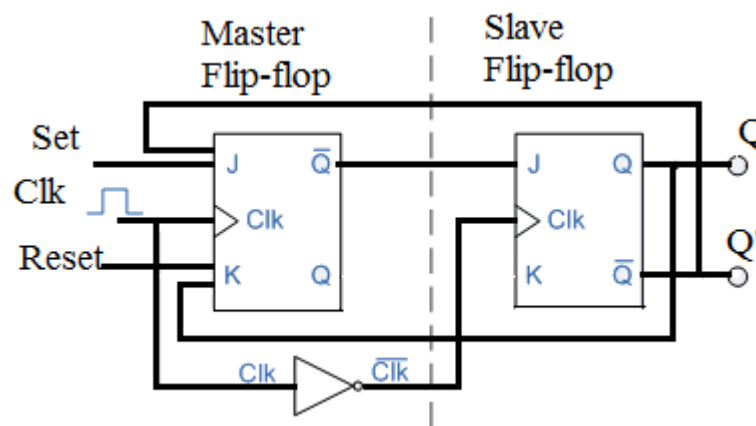 Master
Flip-flop
Slave
Flip-flop
Set
Clk
Reset
J
Clk
K
Q̅
Q
J
Clk
K
Q
Q̅
Q
Q'
Clk
C̅l̅k̅